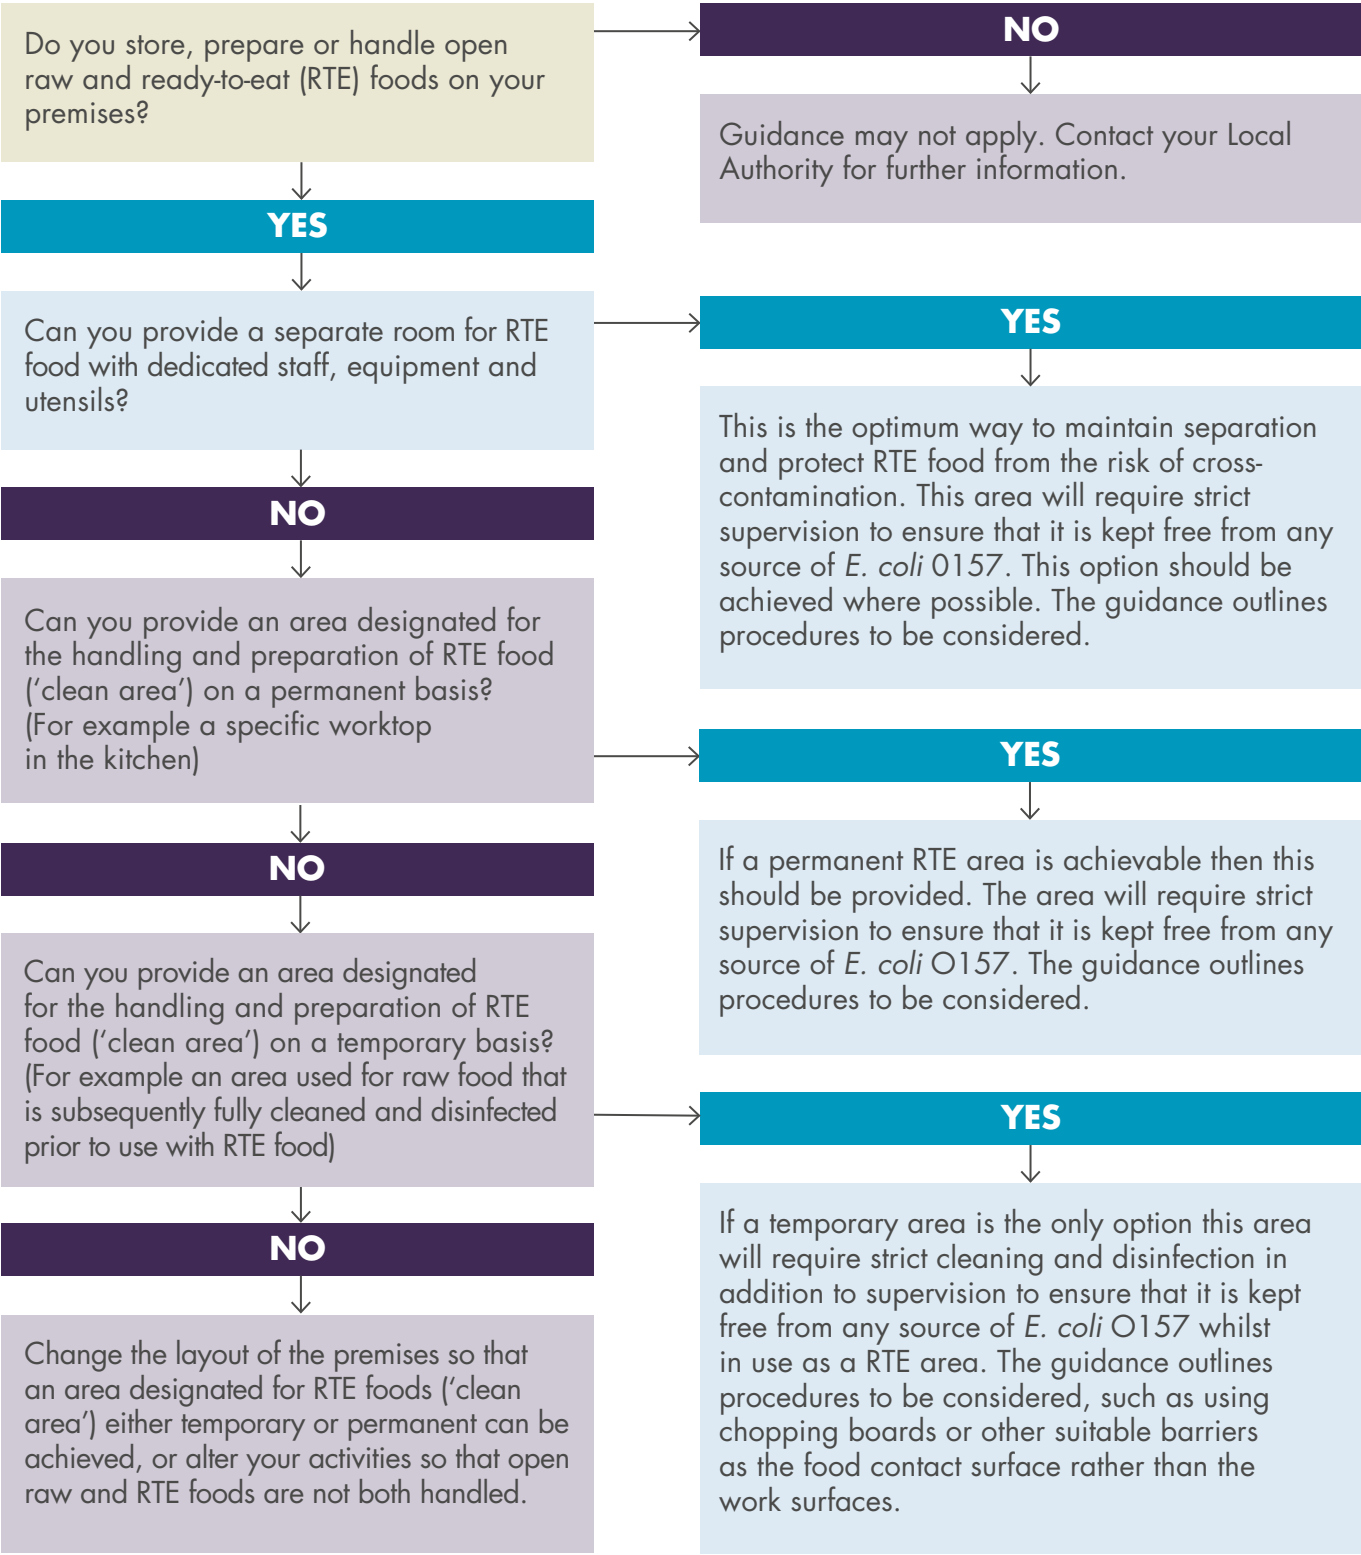 Do you store, prepare or handle open
raw and ready-to-eat (RTE) foods on your
premises?
NO
Guidance may not apply. Contact your Local
Authority for further information.
YES
Can you provide a separate room for RTE
food with dedicated staff, equipment and
utensils?
YES
This is the optimum way to maintain separation
and protect RTE food from the risk of cross-
contamination. This area will require strict
supervision to ensure that it is kept free from any
source of E. coli 0157. This option should be
achieved where possible. The guidance outlines
procedures to be considered.
NO
Can you provide an area designated for
the handling and preparation of RTE food
(‘clean area’) on a permanent basis?
(For example a specific worktop
in the kitchen)
YES
If a permanent RTE area is achievable then this
should be provided. The area will require strict
supervision to ensure that it is kept free from any
source of E. coli O157. The guidance outlines
procedures to be considered.
NO
Can you provide an area designated
for the handling and preparation of RTE
food (‘clean area’) on a temporary basis?
(For example an area used for raw food that
is subsequently fully cleaned and disinfected
prior to use with RTE food)
YES
If a temporary area is the only option this area
will require strict cleaning and disinfection in
addition to supervision to ensure that it is kept
free from any source of E. coli O157 whilst
in use as a RTE area. The guidance outlines
procedures to be considered, such as using
chopping boards or other suitable barriers
as the food contact surface rather than the
work surfaces.
NO
Change the layout of the premises so that
an area designated for RTE foods (‘clean
area’) either temporary or permanent can be
achieved, or alter your activities so that open
raw and RTE foods are not both handled.